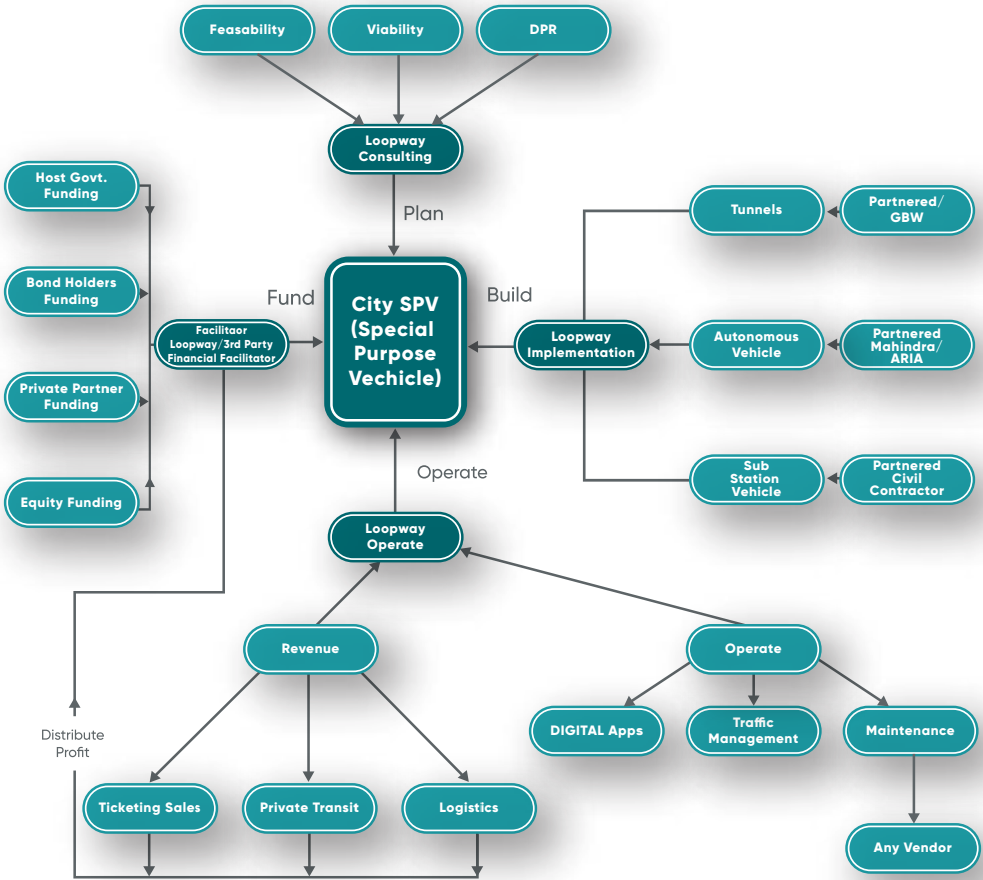 Feasability
Viability
DPR
Loopway
Consulting
Plan
Host Govt.
Funding
Bond Holders
Funding
Private Partner
Funding
Equity Funding
Facilitaor
Loopway/3rd Party
Financial Facilitator
Fund
City SPV
(Special
Purpose
Vechicle)
Build
Loopway
Implementation
Tunnels
Partnered/
GBW
Autonomous
Vehicle
Partnered
Mahindra/
ARIA
Sub
Station
Vehicle
Partnered
Civil
Contractor
Operate
Loopway
Operate
Revenue
Operate
DIGITAL Apps
Traffic
Management
Maintenance
Distribute
Profit
Ticketing Sales
Private Transit
Logistics
Any Vendor